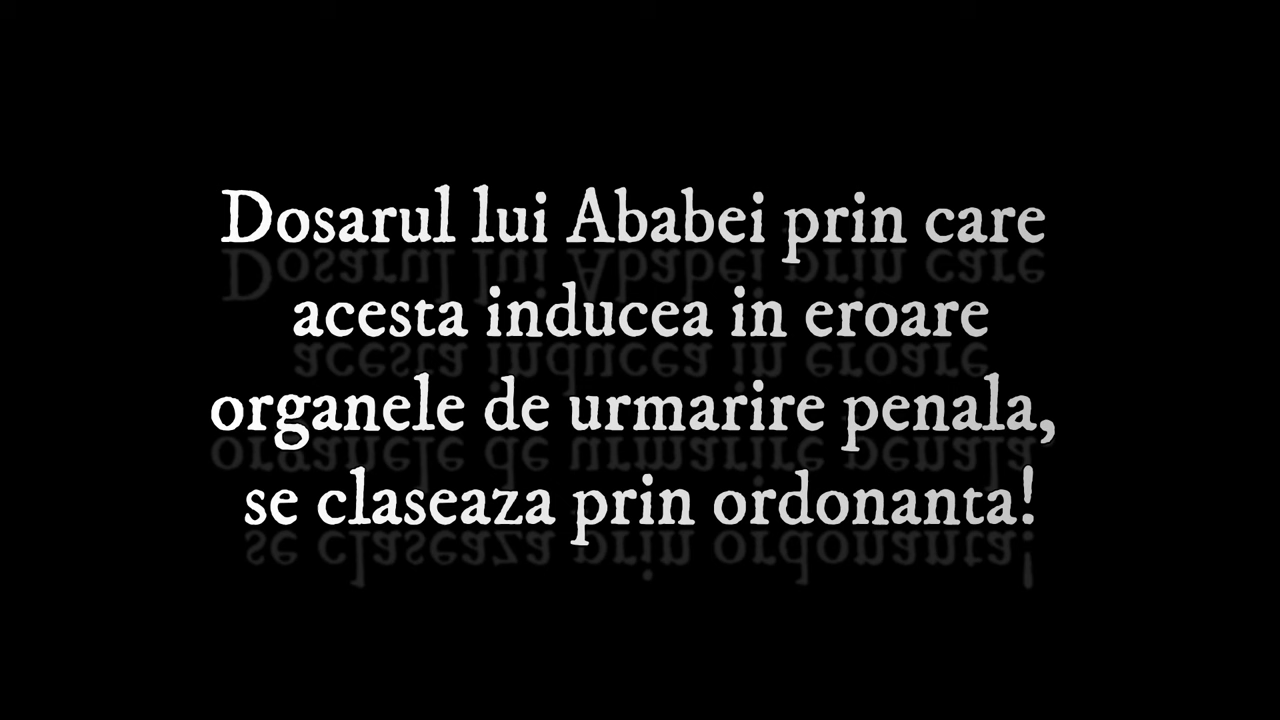 Dosarul lui Ababei prin care
acesta inducea in eroare
organele de urmarire penala,
se claseaza prin ordonanta!